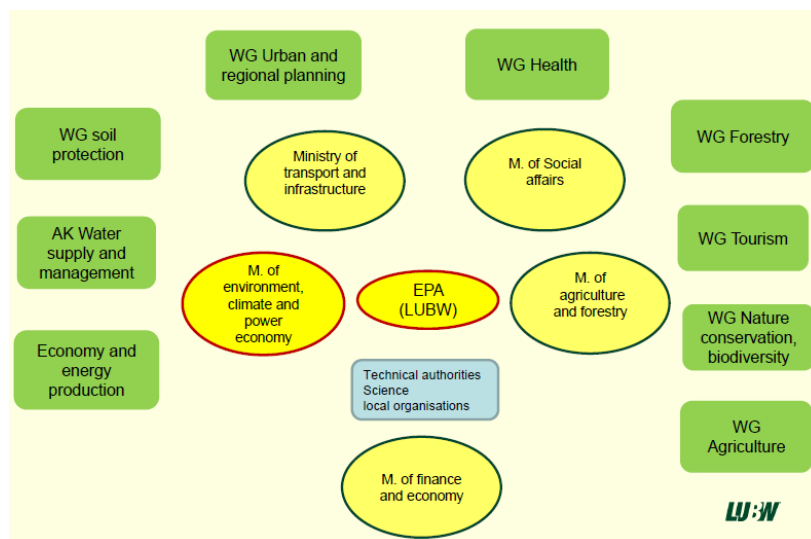 WG Urban and
regional planning
WG Health
WG soil
protection
Ministry of
transport and
infrastructure
M. of Social
affairs
WG Forestry
AK Water
supply and
management
M. of
environment,
climate and
power
economy
EPA
(LUBW)
M. of
agriculture
and forestry
WG Tourism
WG Nature
conservation,
biodiversity
Economy and
energy
production
Technical authorities
Science
local organisations
WG
Agriculture
M. of finance
and economy
LUBW